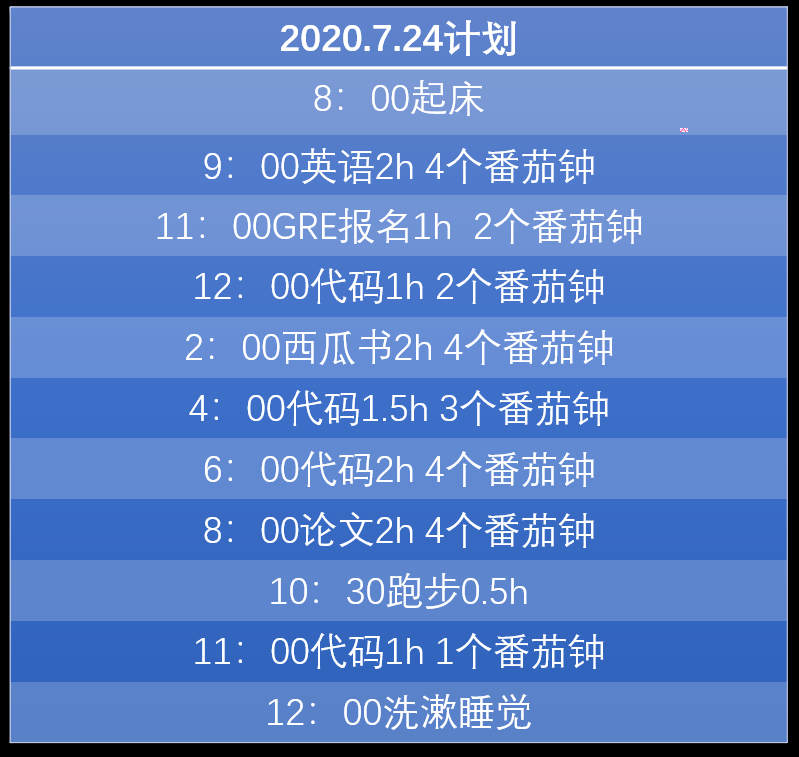 2020.7.24计划
8：00起床
9：00英语2h 4个番茄钟
11：00GRE报名1h  2个番茄钟
12：00代码1h 2个番茄钟
2：00西瓜书2h 4个番茄钟
4：00代码1.5h 3个番茄钟
6：00代码2h 4个番茄钟
8：00论文2h 4个番茄钟
10：30跑步0.5h
11：00代码1h 1个番茄钟
12：00洗漱睡觉